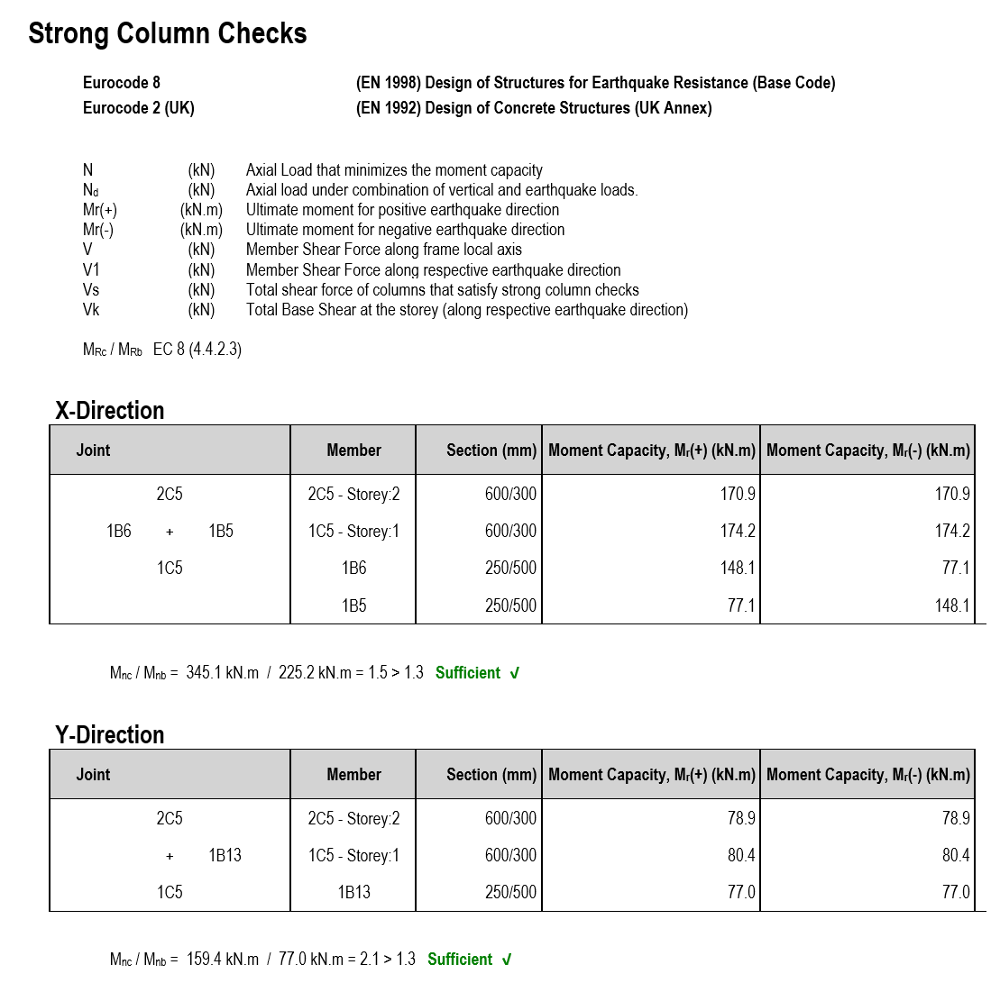 Strong Column Checks
Eurocode 8 (EN 1998) Design of Structures for Earthquake Resistance (Base Code)
Eurocode 2 (UK) (EN 1992) Design of Concrete Structures (UK Annex)
N (kN) Axial Load that minimizes the moment capacity
Nd (kN) Axial load under combination of vertical and earthquake loads.
Mr(+) (kN.m) Ultimate moment for positive earthquake direction
Mr(-) (kN.m) Ultimate moment for negative earthquake direction
V (kN) Member Shear Force along frame local axis
V1 (kN) Member Shear Force along respective earthquake direction
Vs (kN) Total shear force of columns that satisfy strong column checks
Vk (kN) Total Base Shear at the storey (along respective earthquake direction)
MRc / MRb EC 8 (4.4.2.3)
X-Direction
Joint Member Section (mm) Moment Capacity, Mr(+) (kN.m) Moment Capacity, Mr(-) (kN.m)
2C5 2C5 - Storey:2 600/300 170.9 170.9
1B6 + 1B5 1C5 - Storey:1 600/300 174.2 174.2
1C5 1B6 250/500 148.1 77.1
1B5 250/500 77.1 148.1
Mnc / Mnb = 345.1 kN.m / 225.2 kN.m = 1.5 > 1.3 Sufficient √
Y-Direction
Joint Member Section (mm) Moment Capacity, Mr(+) (kN.m) Moment Capacity, Mr(-) (kN.m)
2C5 2C5 - Storey:2 600/300 78.9 78.9
+ 1B13 1C5 - Storey:1 600/300 80.4 80.4
1C5 1B13 250/500 77.0 77.0
Mnc / Mnb = 159.4 kN.m / 77.0 kN.m = 2.1 > 1.3 Sufficient √